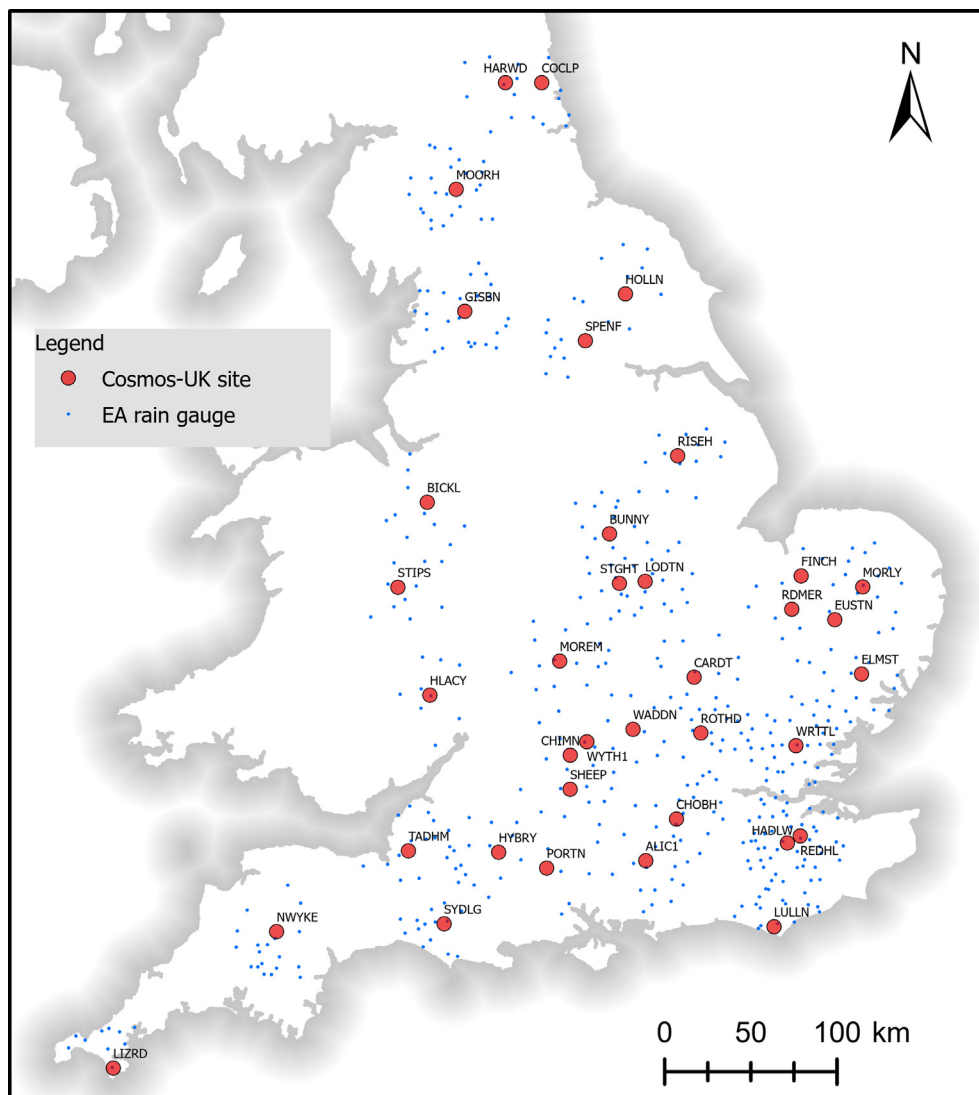 N
HARWD
COCLP
MOORH
HOLLN
GISBN
SPENF
Legend
Cosmos-UK site
EA rain gauge
RISEH
BICKL
BUNNY
STIPS
STGHT
LODTN
FINCH
MORLY
RDMER
EUSTN
MOREM
CARDT
ELMST
HLACY
WADDN
ROTHD
WRTTL
CHIMN
WYTH1
SHEEP
CHOBH
HADLW
REDHL
TADHM
HYBRY
PORTN
ALIC1
SYDLG
LULLN
NWYKE
LIZRD
0 50 100 km